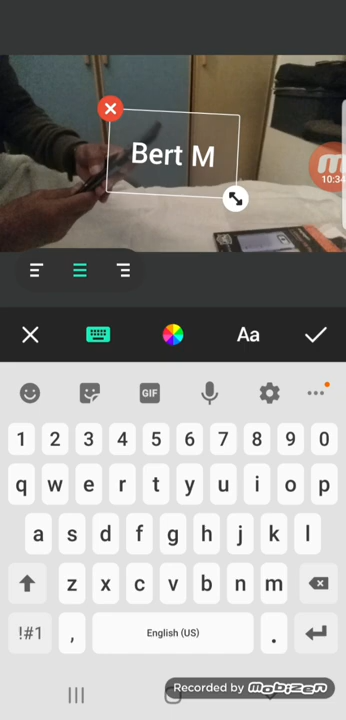 Bert M
10:34
Aa
GIF
1 2 3 4 5 6 7 8 9 0
q w e r t y u i o p
a s d f g h j k l
z x c v b n m
!#1 , English (US) .
Recorded by mobizen